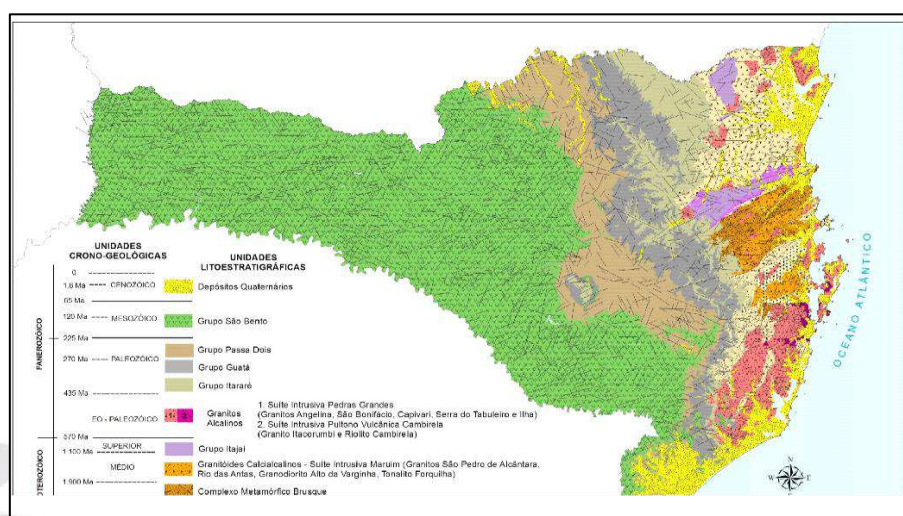 UNIDADES
CRONO-GEOLÓGICAS
UNIDADES
LITOESTRATIGRÁFICAS
0
1.8 Ma
CENOZÓICO
Depósitos Quaternários
65 Ma
120 Ma
MESOZÓICO
Grupo São Bento
225 Ma
FANEROZÓICO
270 Ma
PALEOZÓICO
Grupo Passa Dois
Grupo Guatá
Grupo Itararé
435 Ma
EO - PALEOZÓICO
1
2
Granitos
Alcalinos
1. Suíte Intrusiva Pedras Grandes
(Granitos Angelina, São Bonifácio, Capivari, Serra do Tabuleiro e Ilha)
2. Suíte Intrusiva Plutono Vulcânica Cambirela
(Granito Itacorumbi e Riolito Cambirela)
570 Ma
SUPERIOR
Grupo Itajaí
1.100 Ma
MÉDIO
Granitóides Calcialcalinos - Suíte Intrusiva Maruim (Granitos São Pedro de Alcântara,
Rio das Antas, Granodiorito Alto da Varginha, Tonalito Forquilha)
1.900 Ma
OTEROZÓICO
Complexo Metamórfico Brusque
OCEANO ATLÂNTICO
N
W
E
S